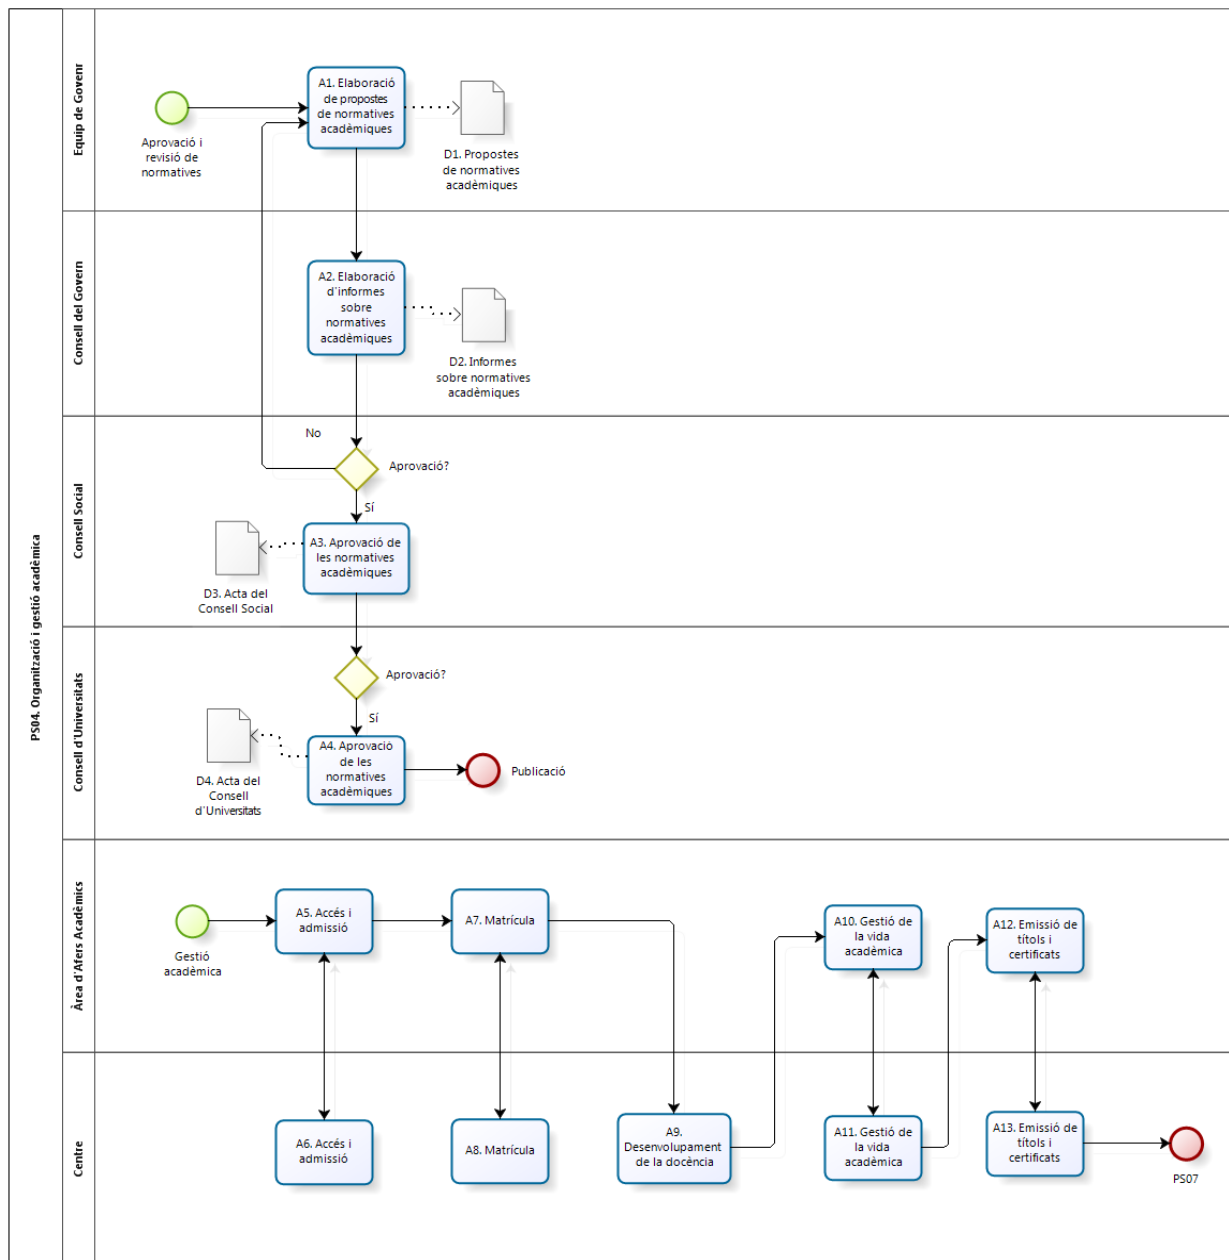 PS04. Organització i gestió acadèmica
Equip de Govenr
Aprovació i
revisió de
normatives
A1. Elaboració
de propostes
de normatives
acadèmiques
D1. Propostes
de normatives
acadèmiques
Consell del Govern
A2. Elaboració
d'informes
sobre
normatives
acadèmiques
D2. Informes
sobre normatives
acadèmiques
Consell Social
No
Aprovació?
Sí
A3. Aprovació de
les normatives
acadèmiques
D3. Acta del
Consell Social
Consell d'Universitats
Aprovació?
Sí
A4. Aprovació
de les
normatives
acadèmiques
D4. Acta del
Consell
d'Universitats
Publicació
Àrea d'Afers Acadèmics
Gestió
acadèmica
A5. Accés i
admissió
A7. Matrícula
A10. Gestió de
la vida
acadèmica
A12. Emissió de
títols i
certificats
Centre
A6. Accés i
admissió
A8. Matrícula
A9.
Desenvolupament
de la docència
A11. Gestió de
la vida
acadèmica
A13. Emissió de
títols i
certificats
PS07